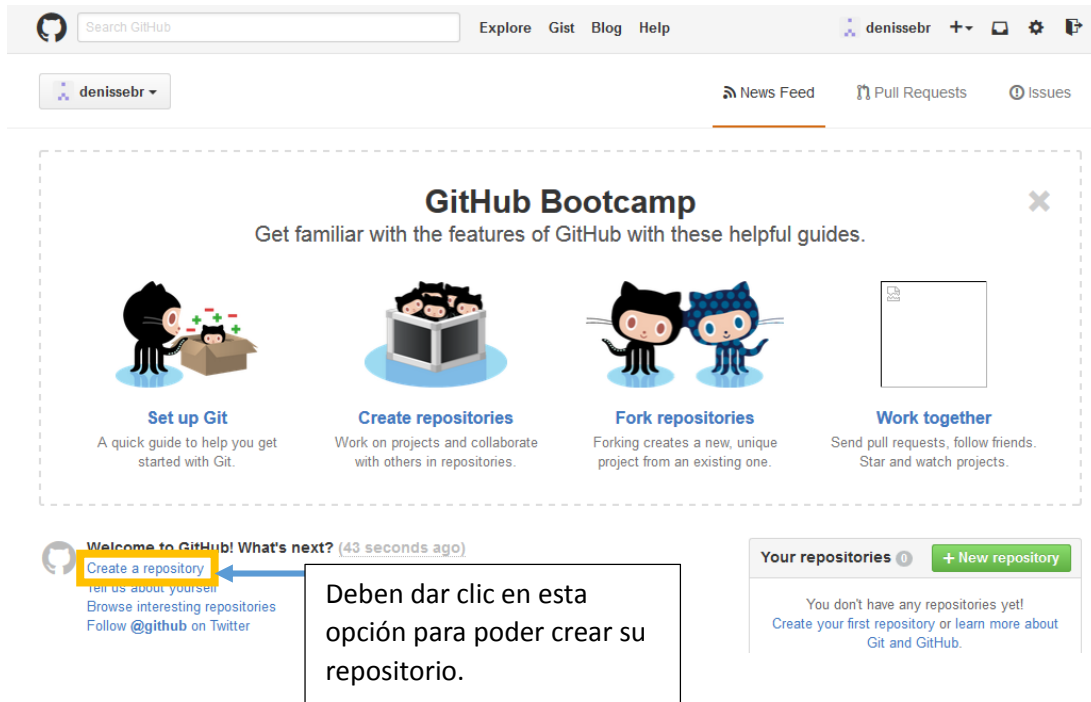 Search GitHub
Explore Gist Blog Help
denissebr
denissebr
News Feed
Pull Requests
Issues
GitHub Bootcamp
Get familiar with the features of GitHub with these helpful guides.
Set up Git
A quick guide to help you get
started with Git.
Create repositories
Work on projects and collaborate
with others in repositories.
Fork repositories
Forking creates a new, unique
project from an existing one.
Work together
Send pull requests, follow friends.
Star and watch projects.
Welcome to GitHub! What's next? (43 seconds ago)
Create a repository
Tell us about yourself
Browse interesting repositories
Follow @github on Twitter
Deben dar clic en esta
opción para poder crear su
repositorio.
Your repositories 0
+ New repository
You don't have any repositories yet!
Create your first repository or learn more about
Git and GitHub.